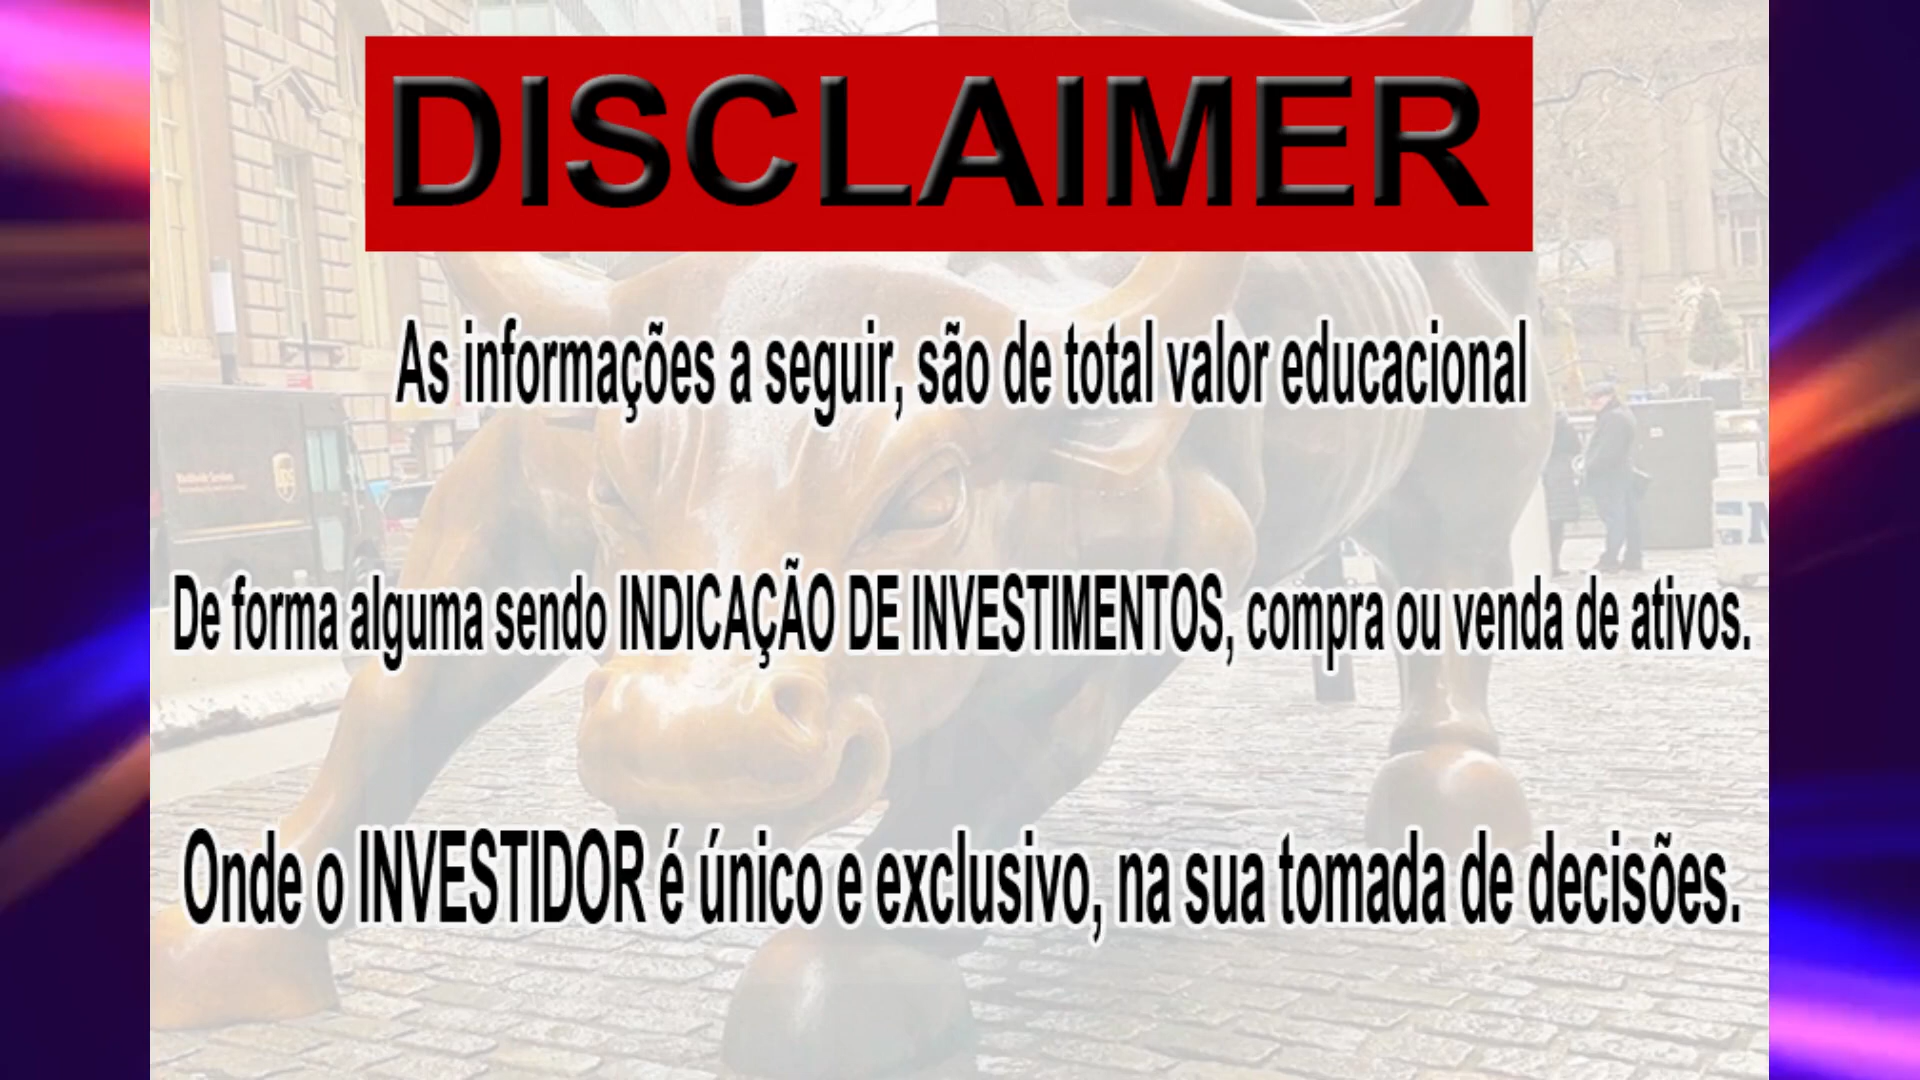 DISCLAIMER
As informações a seguir, são de total valor educacional
De forma alguma sendo INDICAÇÃO DE INVESTIMENTOS, compra ou venda de ativos.
Onde o INVESTIDOR é único e exclusivo, na sua tomada de decisões.
ups